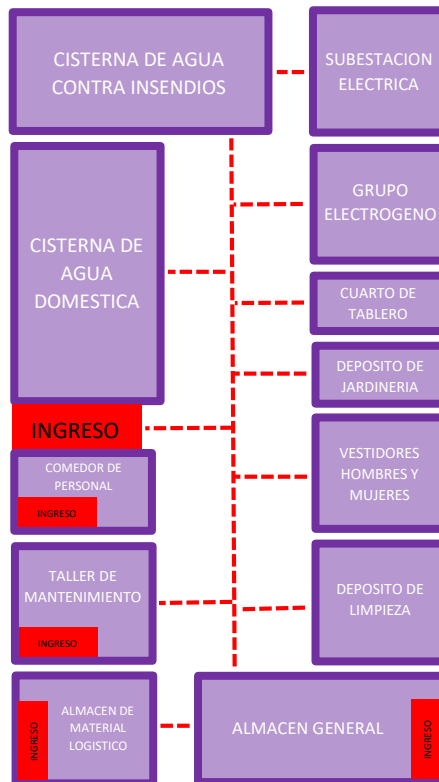 CISTERNA DE AGUA
CONTRA INSENDIOS
SUBESTACION
ELECTRICA
CISTERNA DE
AGUA
DOMESTICA
GRUPO
ELECTROGENO
CUARTO DE
TABLERO
DEPOSITO DE
JARDINERIA
INGRESO
COMEDOR DE
PERSONAL
INGRESO
VESTIDORES
HOMBRES Y
MUJERES
TALLER DE
MANTENIMIENTO
INGRESO
DEPOSITO DE
LIMPIEZA
INGRESO
ALMACEN DE
MATERIAL
LOGISTICO
ALMACEN GENERAL
INGRESO